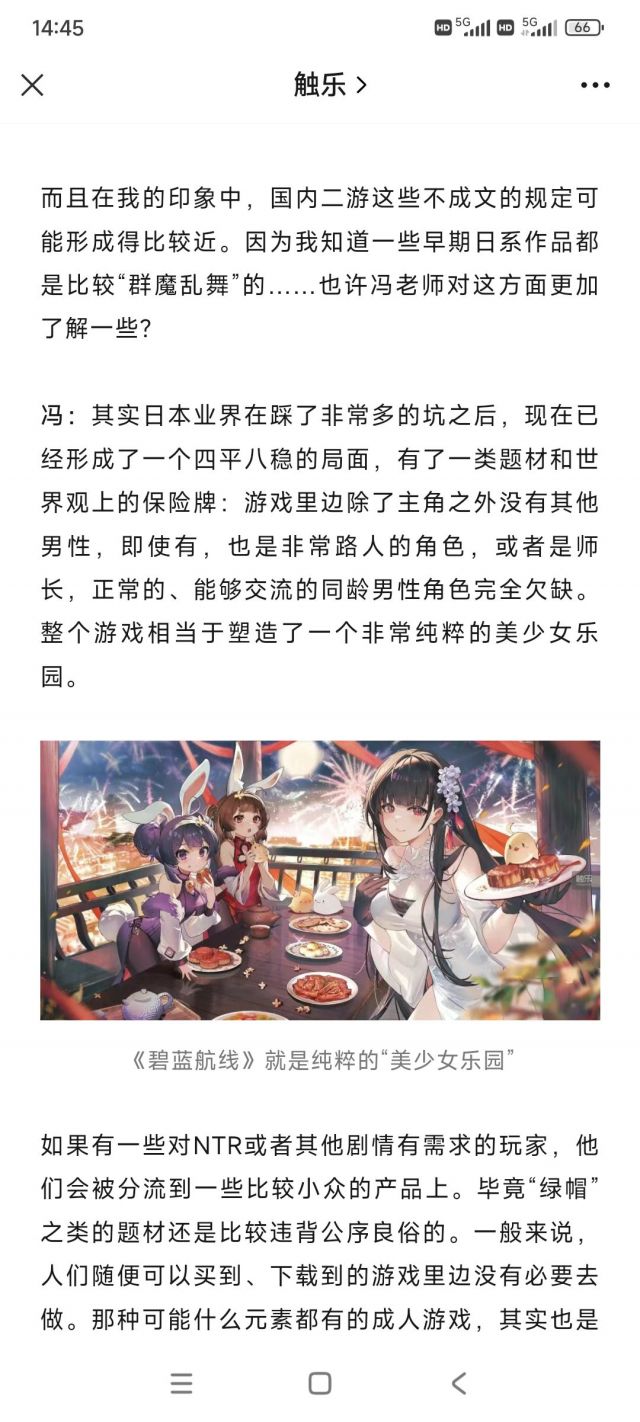 14:45
HD 5G HD 5G 66
触乐
而且在我的印象中，国内二游这些不成文的规定可
能形成得比较近。因为我知道一些早期日系作品都
是比较“群魔乱舞”的……也许冯老师对这方面更加
了解一些？
冯：其实日本业界在踩了非常多的坑之后，现在已
经形成了一个四平八稳的局面，有了一类题材和世
界观上的保险牌：游戏里边除了主角之外没有其他
男性，即使有，也是非常路人的角色，或者是师
长，正常的、能够交流的同龄男性角色完全欠缺。
整个游戏相当于塑造了一个非常纯粹的美少女乐
园。
触乐
《碧蓝航线》就是纯粹的“美少女乐园”
如果有一些对NTR或者其他剧情有需求的玩家，他
们会被分流到一些比较小众的产品上。毕竟“绿帽”
之类的题材还是比较违背公序良俗的。一般来说，
人们随便可以买到、下载到的游戏里边没有必要去
做。那种可能什么元素都有的成人游戏，其实也是